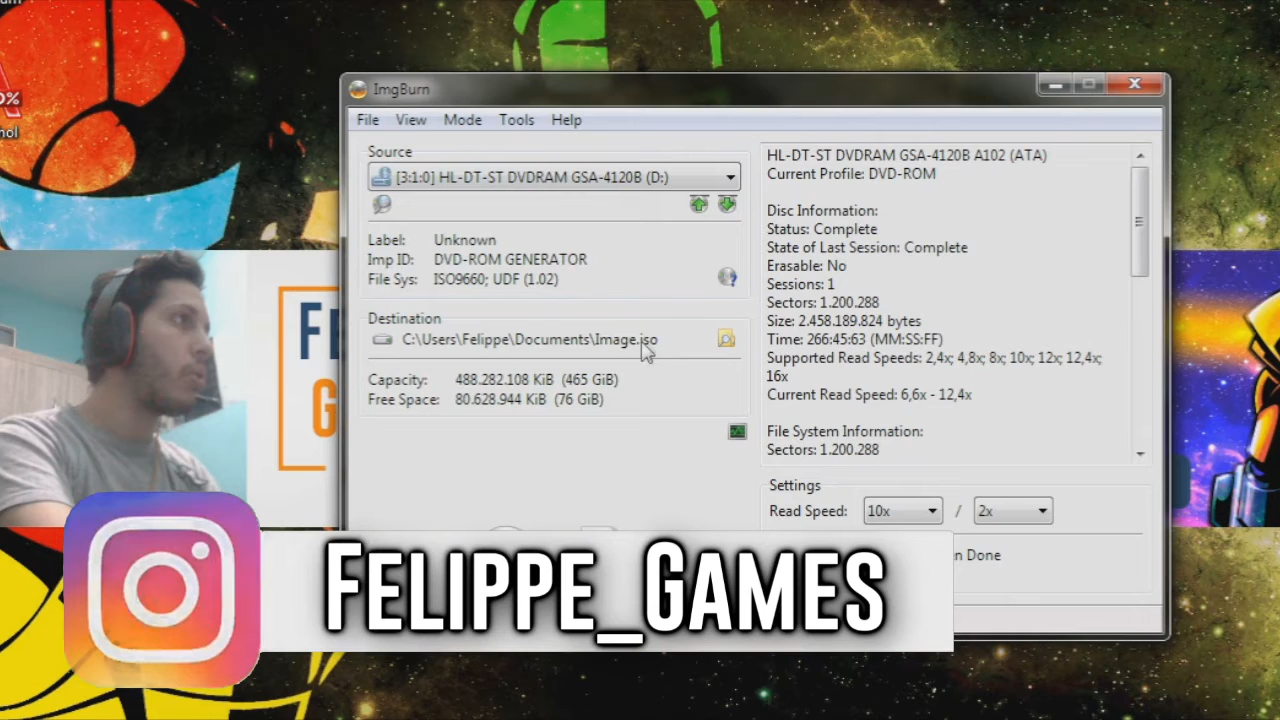 0%
nol
ImgBurn
File View Mode Tools Help
Source
[3:1:0] HL-DT-ST DVDRAM GSA-4120B (D:)
Label: Unknown
Imp ID: DVD-ROM GENERATOR
File Sys: ISO9660; UDF (1.02)
Destination
C:\Users\Felippe\Documents\Image.iso
Capacity: 488.282.108 KiB (465 GiB)
Free Space: 80.628.944 KiB (76 GiB)
HL-DT-ST DVDRAM GSA-4120B A102 (ATA)
Current Profile: DVD-ROM
Disc Information:
Status: Complete
State of Last Session: Complete
Erasable: No
Sessions: 1
Sectors: 1.200.288
Size: 2.458.189.824 bytes
Time: 266:45:63 (MM:SS:FF)
Supported Read Speeds: 2,4x; 4,8x; 8x; 10x; 12x; 12,4x;
16x
Current Read Speed: 6,6x - 12,4x
File System Information:
Sectors: 1.200.288
Settings
Read Speed: 10x / 2x
n Done
FE
G
FELIPPE_GAMES